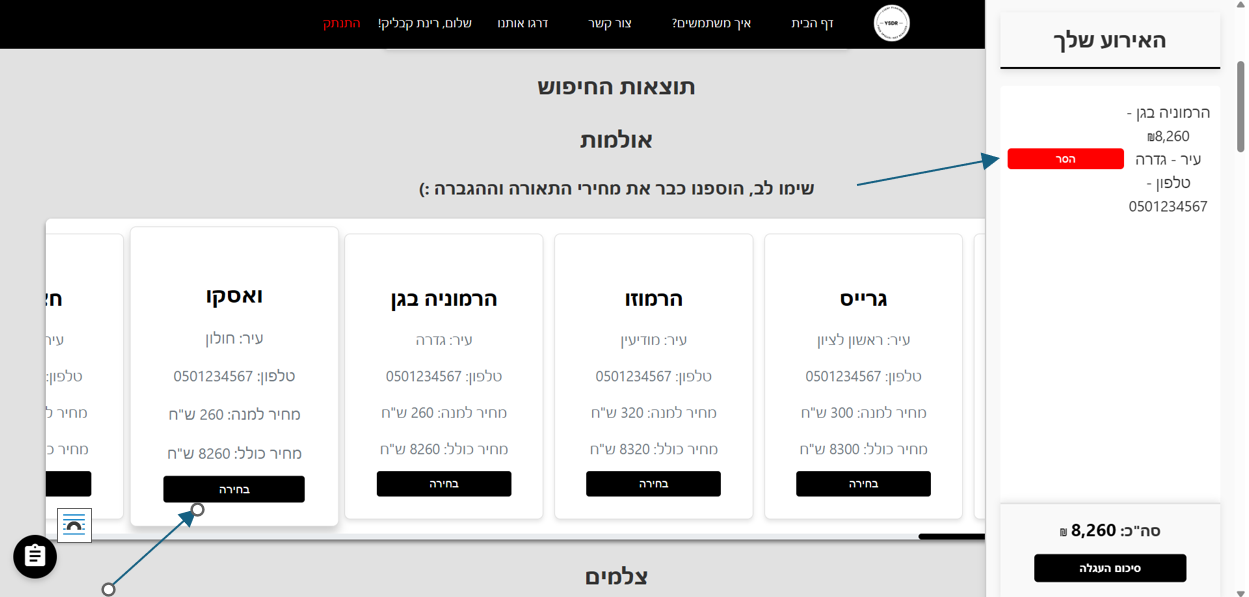 YSDR
דף הבית
איך משתמשים?
צור קשר
דרגו אותנו
שלום, רינת קבליק!
התנתק
האירוע שלך
הרמוניה בגן -
₪8,260
עיר - גדרה
טלפון -
0501234567
הסר
סה"כ: 8,260 ₪
סיכום העגלה
תוצאות החיפוש
אולמות
שימו לב, הוספנו כבר את מחירי התאורה וההגברה :)
גרייס
עיר: ראשון לציון
טלפון: 0501234567
מחיר למנה: 300 ש"ח
מחיר כולל: 8300 ש"ח
בחירה
הרמוזו
עיר: מודיעין
טלפון: 0501234567
מחיר למנה: 320 ש"ח
מחיר כולל: 8320 ש"ח
בחירה
הרמוניה בגן
עיר: גדרה
טלפון: 0501234567
מחיר למנה: 260 ש"ח
מחיר כולל: 8260 ש"ח
בחירה
ואסקו
עיר: חולון
טלפון: 0501234567
מחיר למנה: 260 ש"ח
מחיר כולל: 8260 ש"ח
בחירה
טלפון:
מחיר
מחיר
צלמים